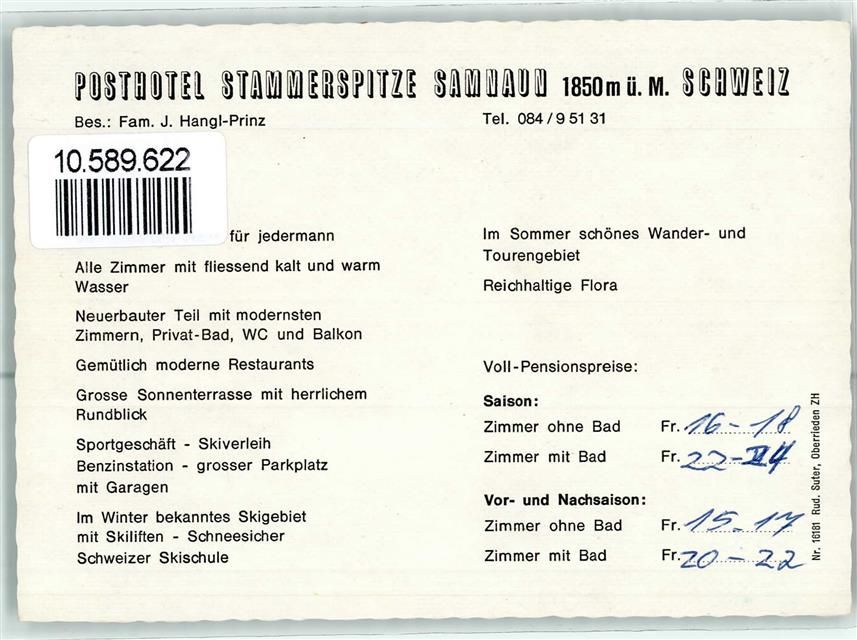 POSTHOTEL STAMMERSPITZE SAMNAUN 1850m ü. M. SCHWEIZ
Bes.: Fam. J. Hangl-Prinz
Tel. 084/9 51 31
10.589.622
für jedermann
Alle Zimmer mit fliessend kalt und warm
Wasser
Neuerbauter Teil mit modernsten
Zimmern, Privat-Bad, WC und Balkon
Gemütlich moderne Restaurants
Grosse Sonnenterrasse mit herrlichem
Rundblick
Sportgeschäft - Skiverleih
Benzinstation - grosser Parkplatz
mit Garagen
Im Winter bekanntes Skigebiet
mit Skiliften - Schneesicher
Schweizer Skischule
Im Sommer schönes Wander- und
Tourengebiet
Reichhaltige Flora
Voll-Pensionspreise:
Saison:
Zimmer ohne Bad Fr. 16 - 18
Zimmer mit Bad Fr. 22 - 24
Vor- und Nachsaison:
Zimmer ohne Bad Fr. 15 - 17
Zimmer mit Bad Fr. 20 - 22
Nr. 16181 Rud. Suter, Oberrieden ZH